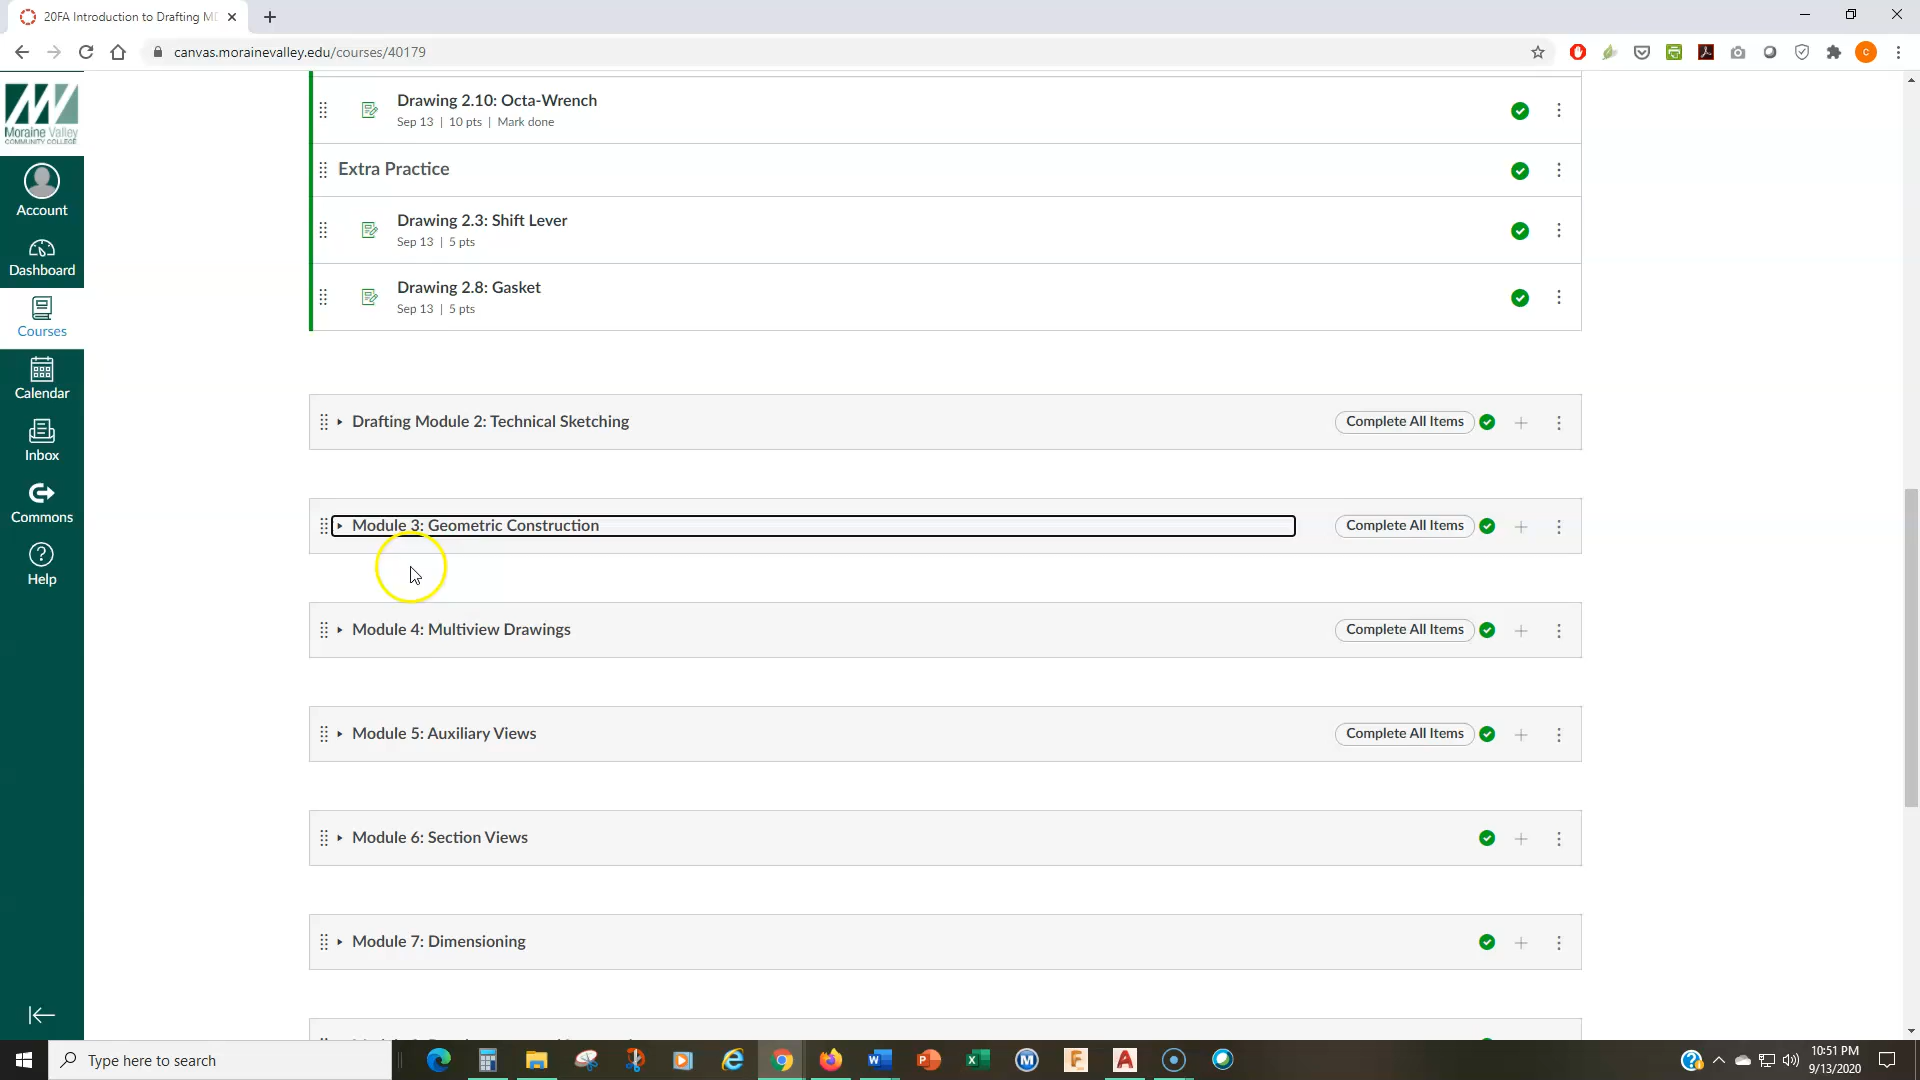 20FA Introduction to Drafting MD
canvas.morainevalley.edu/courses/40179
C
Moraine Valley
COMMUNITY COLLEGE
Account
Dashboard
Courses
Calendar
Inbox
Commons
Help
Drawing 2.10: Octa-Wrench
Sep 13 | 10 pts | Mark done
Extra Practice
Drawing 2.3: Shift Lever
Sep 13 | 5 pts
Drawing 2.8: Gasket
Sep 13 | 5 pts
Drafting Module 2: Technical Sketching
Complete All Items
Module 3: Geometric Construction
Complete All Items
Module 4: Multiview Drawings
Complete All Items
Module 5: Auxiliary Views
Complete All Items
Module 6: Section Views
Module 7: Dimensioning
Type here to search
10:51 PM
9/13/2020